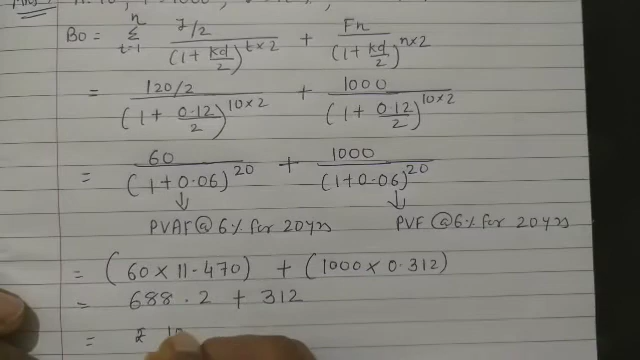 B0 = n Σ t=1 I/2 / (1 + kd/2)^t×2 + Fn / (1 + kd/2)^n×2
= 120/2 / (1 + 0.12/2)^10×2 + 1000 / (1 + 0.12/2)^10×2
= 60 / (1+0.06)^20 + 1000 / (1+0.06)^20
↓ ↓
PVAF@6% for 20yrs PVF@6% for 20yrs
= (60 × 11.470) + (1000 × 0.312)
= 688.2 + 312
=